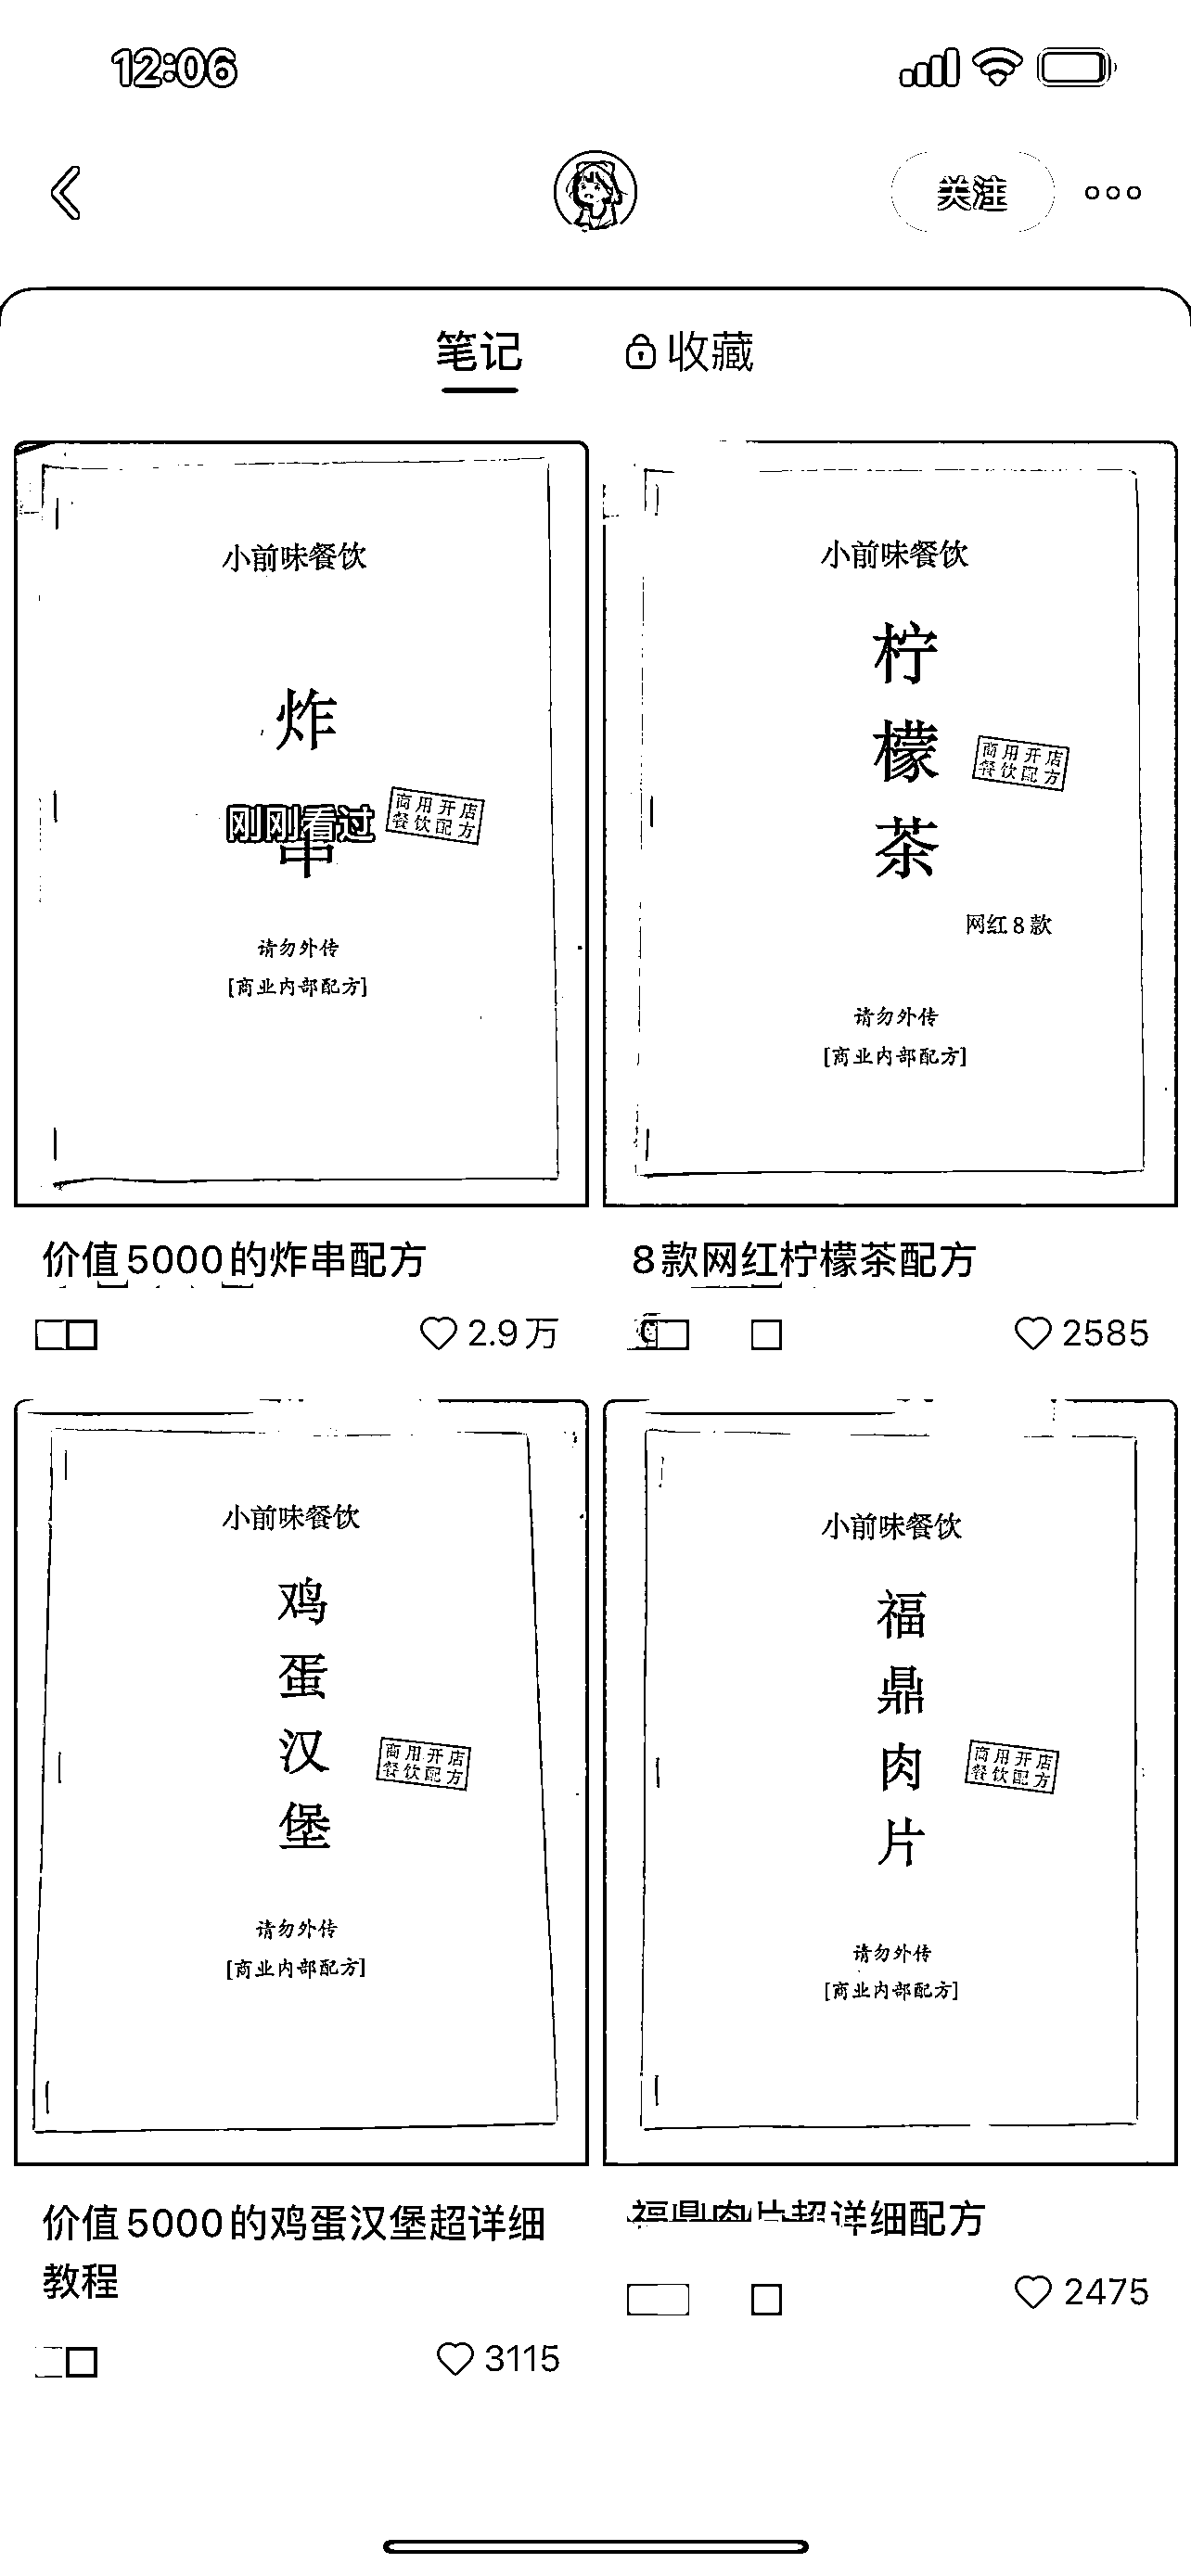 12:06
关注
笔记
收藏
小前味餐饮
炸
串
刚刚看过
商用开店
餐饮配方
请勿外传
[商业内部配方]
价值5000的炸串配方
2.9万
小前味餐饮
柠
檬
茶
商用开店
餐饮配方
网红8款
请勿外传
[商业内部配方]
8款网红柠檬茶配方
2585
小前味餐饮
鸡
蛋
汉
堡
商用开店
餐饮配方
请勿外传
[商业内部配方]
价值5000的鸡蛋汉堡超详细
教程
3115
小前味餐饮
福
鼎
肉
片
商用开店
餐饮配方
请勿外传
[商业内部配方]
福鼎肉片超详细配方
2475